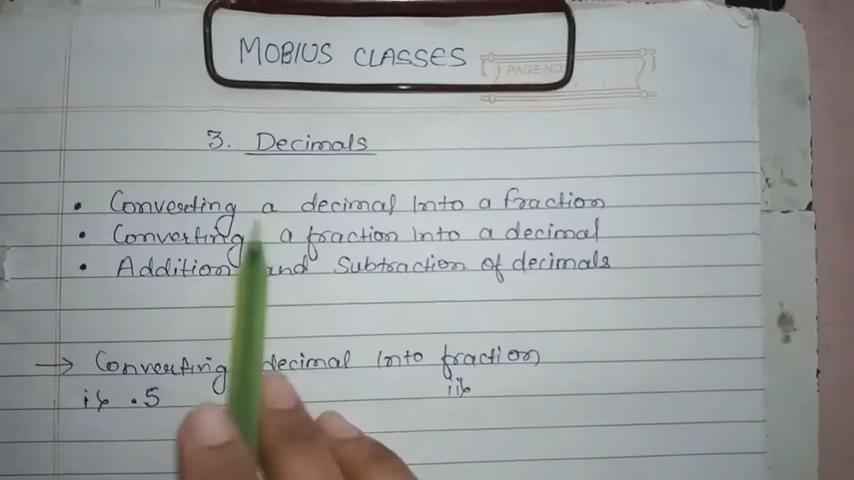 MOBIUS CLASSES
PAGE NO
3. Decimals
• Converting a decimal Into a fraction
• Converting a fraction Into a decimal
• Addition and Subtraction of decimals
→ Converting decimal Into fraction
i% .5 ii%